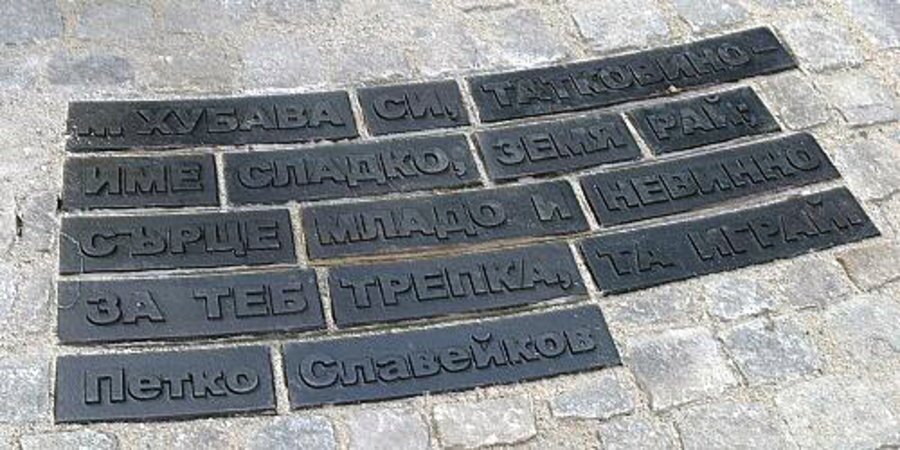 ... ХУБАВА СИ, ТАТКОВИНО–
ИМЕ СЛАДКО, ЗЕМЯ РАЙ;
СЪРЦЕ МЛАДО И НЕВИННО
ЗА ТЕБ ТРЕПКА, ТА ИГРАЙ.
Петко Славейков